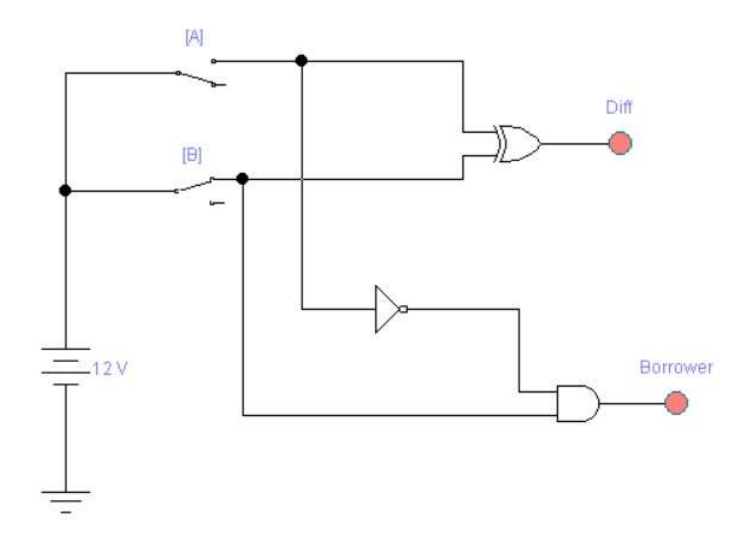 [A]
Diff
[B]
12 V
Borrower